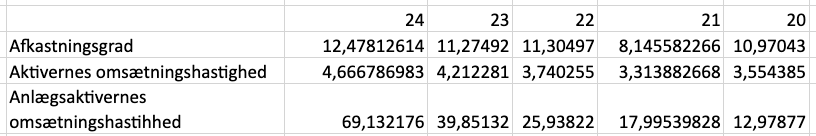 24 23 22 21 20
Afkastningsgrad 12,47812614 11,27492 11,30497 8,145582266 10,97043
Aktivernes omsætningshastighed 4,666786983 4,212281 3,740255 3,313882668 3,554385
Anlægsaktivernes
omsætningshastihhed 69,132176 39,85132 25,93822 17,99539828 12,97877